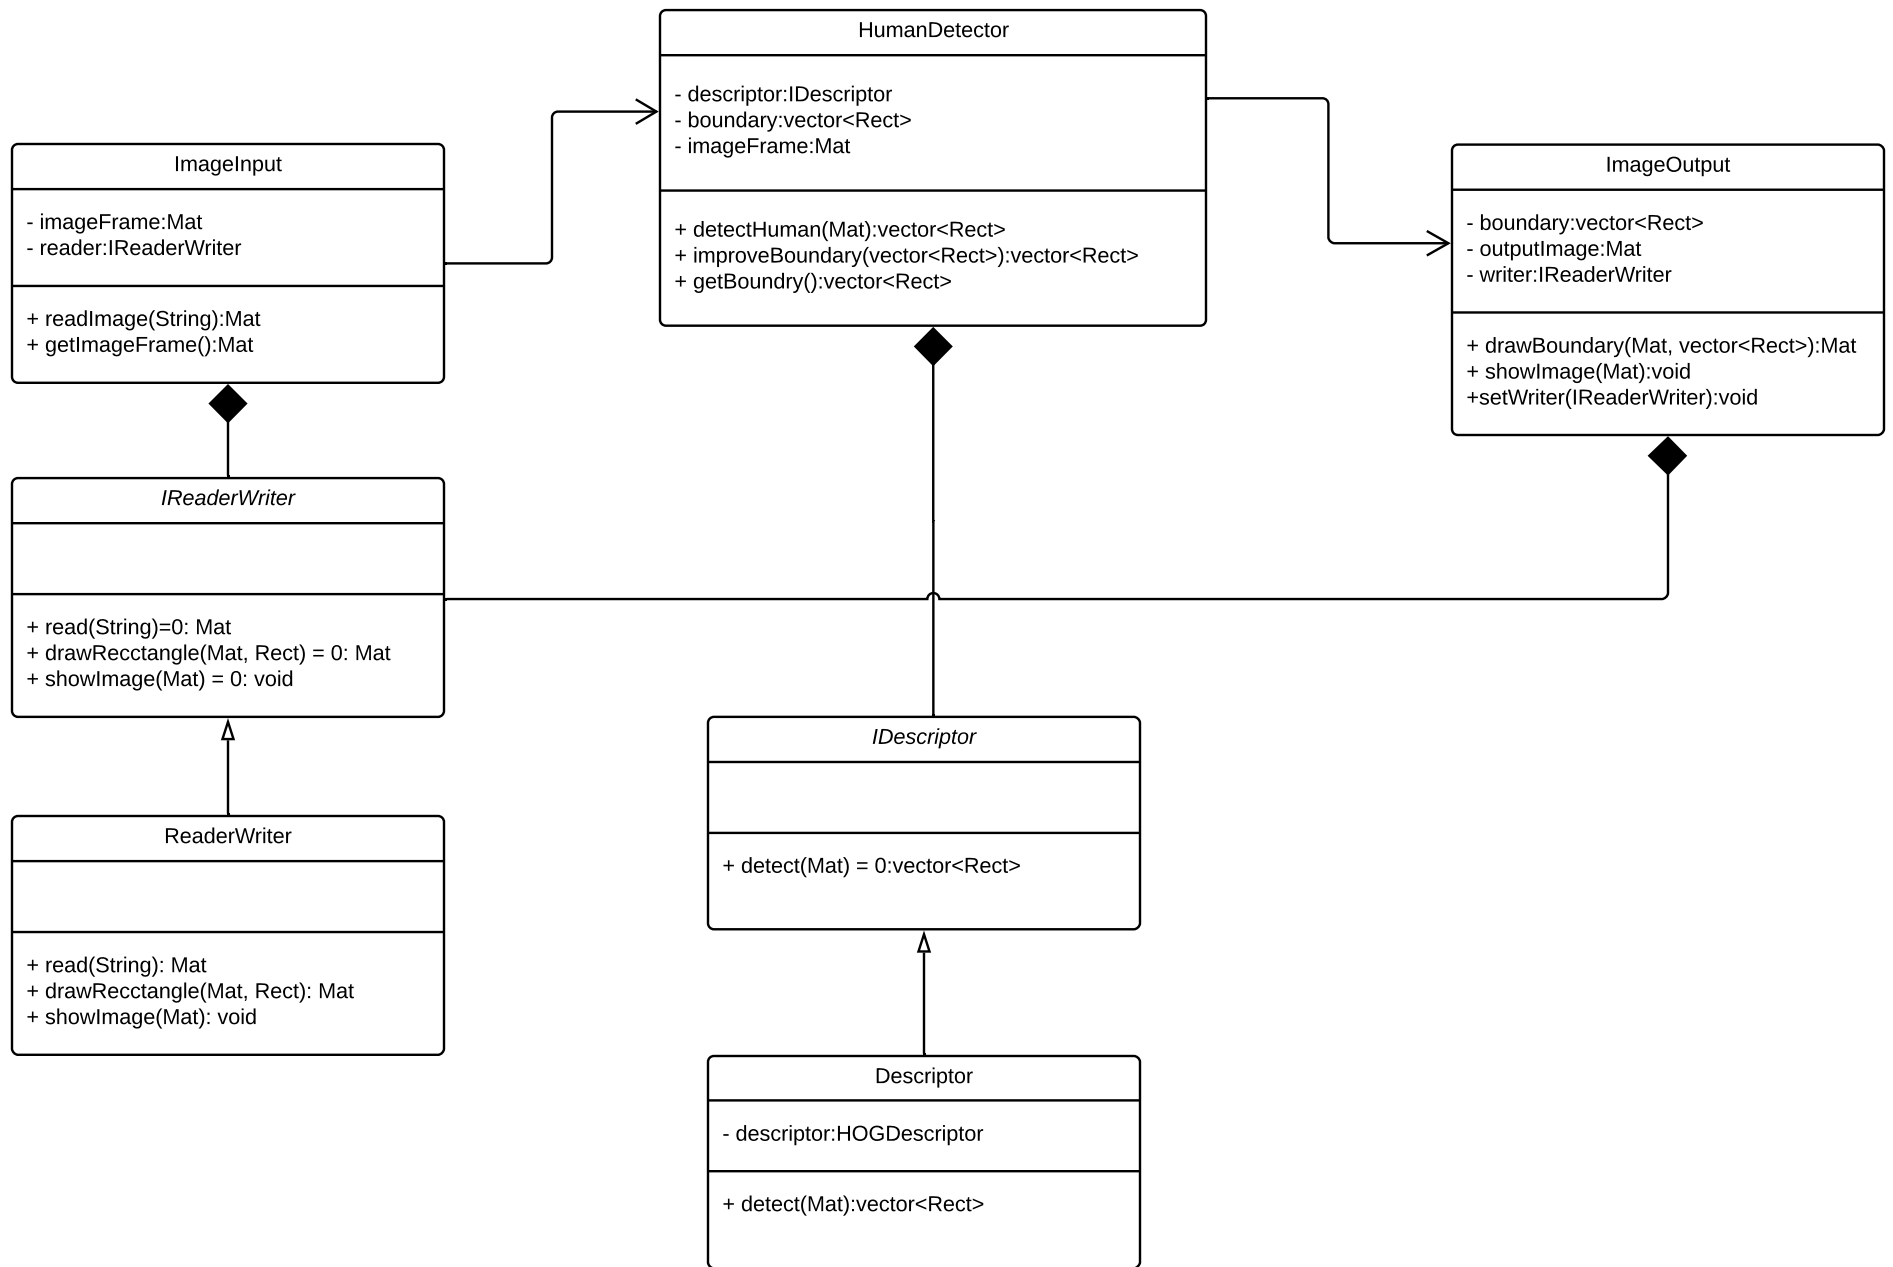 HumanDetector
- descriptor:IDescriptor
- boundary:vector<Rect>
- imageFrame:Mat
+ detectHuman(Mat):vector<Rect>
+ improveBoundary(vector<Rect>):vector<Rect>
+ getBoundry():vector<Rect>
ImageInput
- imageFrame:Mat
- reader:IReaderWriter
+ readImage(String):Mat
+ getImageFrame():Mat
ImageOutput
- boundary:vector<Rect>
- outputImage:Mat
- writer:IReaderWriter
+ drawBoundary(Mat, vector<Rect>):Mat
+ showImage(Mat):void
+setWriter(IReaderWriter):void
IReaderWriter
+ read(String)=0: Mat
+ drawRecctangle(Mat, Rect) = 0: Mat
+ showImage(Mat) = 0: void
IDescriptor
+ detect(Mat) = 0:vector<Rect>
ReaderWriter
+ read(String): Mat
+ drawRecctangle(Mat, Rect): Mat
+ showImage(Mat): void
Descriptor
- descriptor:HOGDescriptor
+ detect(Mat):vector<Rect>